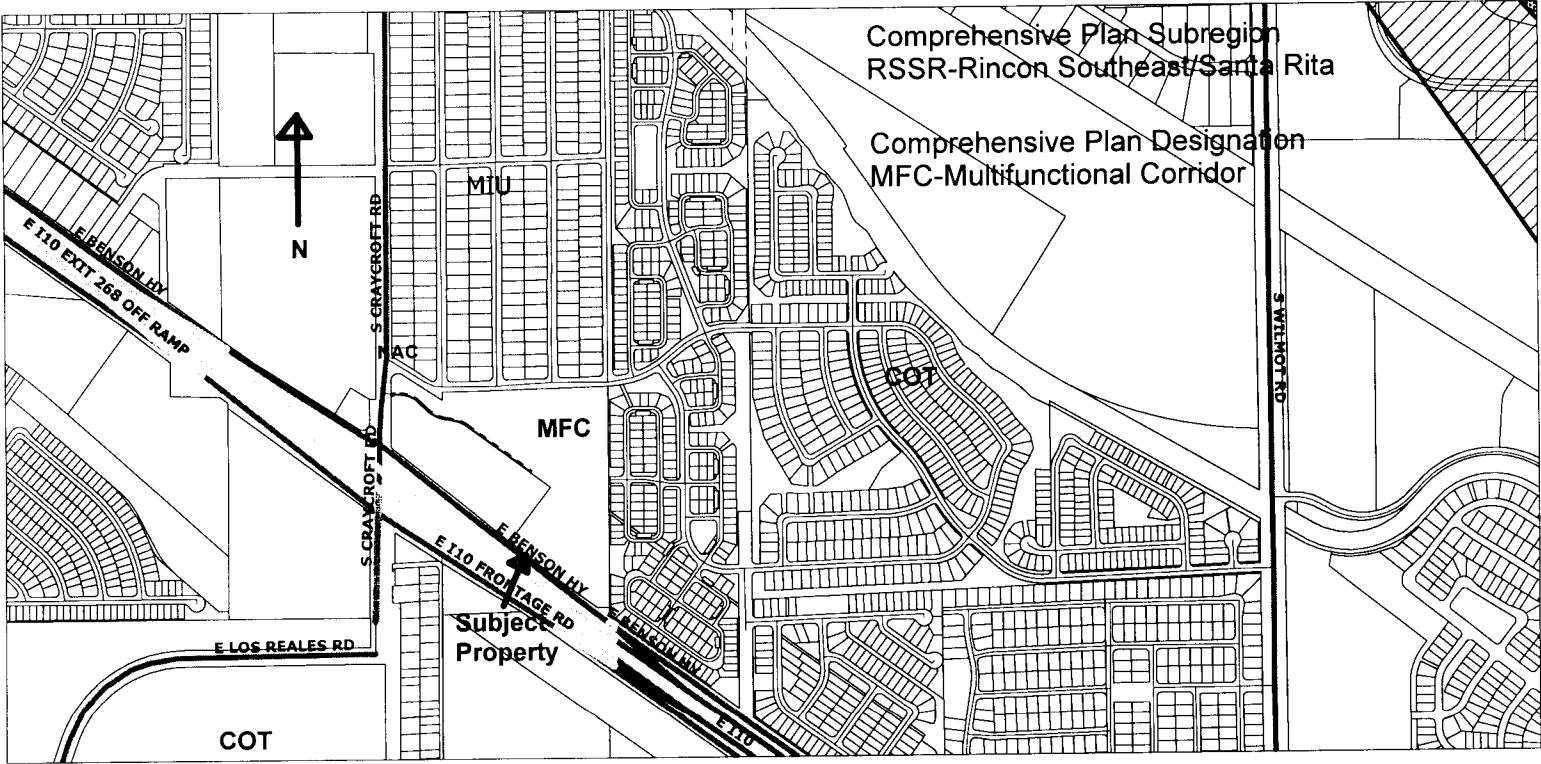 Comprehensive Plan Subregion
RSSR-Rincon Southeast/Santa Rita
Comprehensive Plan Designation
MFC-Multifunctional Corridor
MIU
N
E BENSON HY
E I10 EXIT 268 OFF RAMP
S CRAYCROFT RD
S WILMOT RD
NAC
COT
MFC
S CRAYCROFT RD
E BENSON HY
E I10 FRONTAGE RD
E BENSON HY
Subject
Property
E LOS REALES RD
E I10
COT